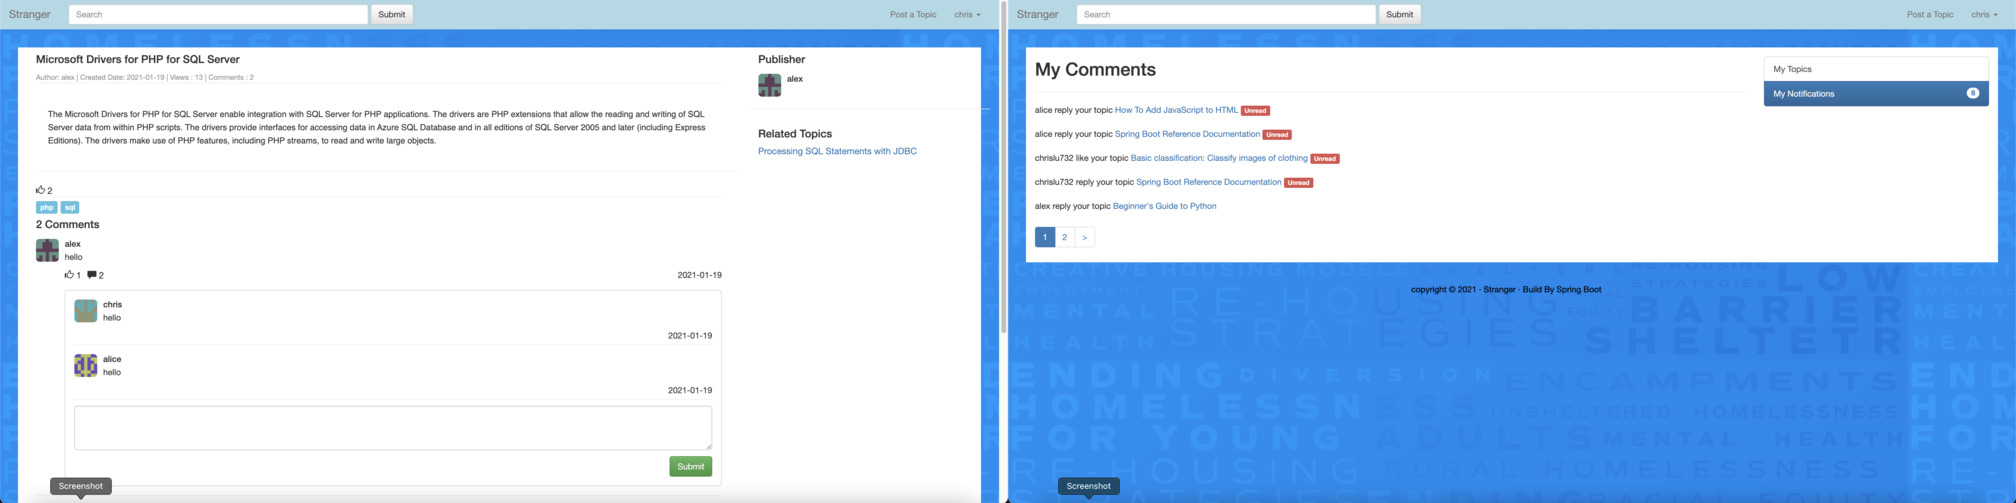 Stranger
Search
Submit
Post a Topic
chris
Microsoft Drivers for PHP for SQL Server
Author: alex | Created Date: 2021-01-19 | Views : 13 | Comments : 2
The Microsoft Drivers for PHP for SQL Server enable integration with SQL Server for PHP applications. The drivers are PHP extensions that allow the reading and writing of SQL
Server data from within PHP scripts. The drivers provide interfaces for accessing data in Azure SQL Database and in all editions of SQL Server 2005 and later (including Express
Editions). The drivers make use of PHP features, including PHP streams, to read and write large objects.
2
php sql
2 Comments
alex
hello
1 2 2021-01-19
chris
hello
2021-01-19
alice
hello
2021-01-19
Submit
Screenshot
Publisher
alex
Related Topics
Processing SQL Statements with JDBC
Stranger
Search
Submit
Post a Topic
chris
My Comments
alice reply your topic How To Add JavaScript to HTML Unread
alice reply your topic Spring Boot Reference Documentation Unread
chrislu732 like your topic Basic classification: Classify images of clothing Unread
chrislu732 reply your topic Spring Boot Reference Documentation Unread
alex reply your topic Beginner's Guide to Python
1 2 >
My Topics
My Notifications 8
copyright © 2021 · Stranger · Build By Spring Boot
CREATIVE HOUSING MODELS SHELTERS RE-HOUSING
EMPLOYMENT STRATEGIES LOW
MENTAL RE-HOUSING EQUITY BARRIER
HEALTH STRATEGIES SHELTETR
ENDING DIVERSION ENCAMPMENTS
HOMELESSNESS UNSHELTERED HOMELESSNESS
FOR YOUNG ADULTS MENTAL HEALTH
RE-HOUSING RURAL HOMELESSNESS
STRATEGIES ENDING RACIAL EQUITY
Screenshot